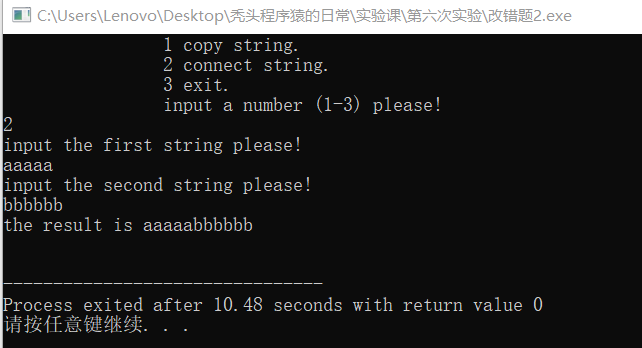 C:\Users\Lenovo\Desktop\秃头程序猿的日常\实验课\第六次实验\改错题2.exe
1 copy string.
2 connect string.
3 exit.
input a number (1-3) please!
2
input the first string please!
aaaaa
input the second string please!
bbbbbb
the result is aaaaabbbbbb
--------------------------------
Process exited after 10.48 seconds with return value 0
请按任意键继续. . .